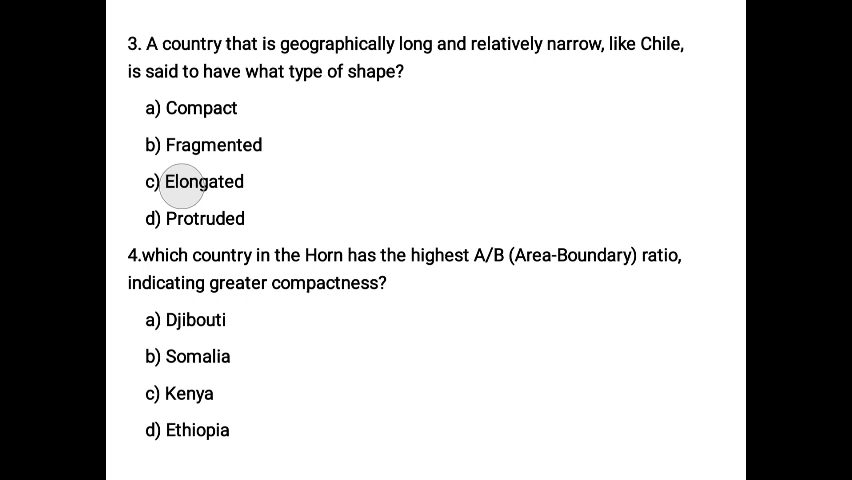 3. A country that is geographically long and relatively narrow, like Chile,
is said to have what type of shape?
a) Compact
b) Fragmented
c) Elongated
d) Protruded
4.which country in the Horn has the highest A/B (Area-Boundary) ratio,
indicating greater compactness?
a) Djibouti
b) Somalia
c) Kenya
d) Ethiopia